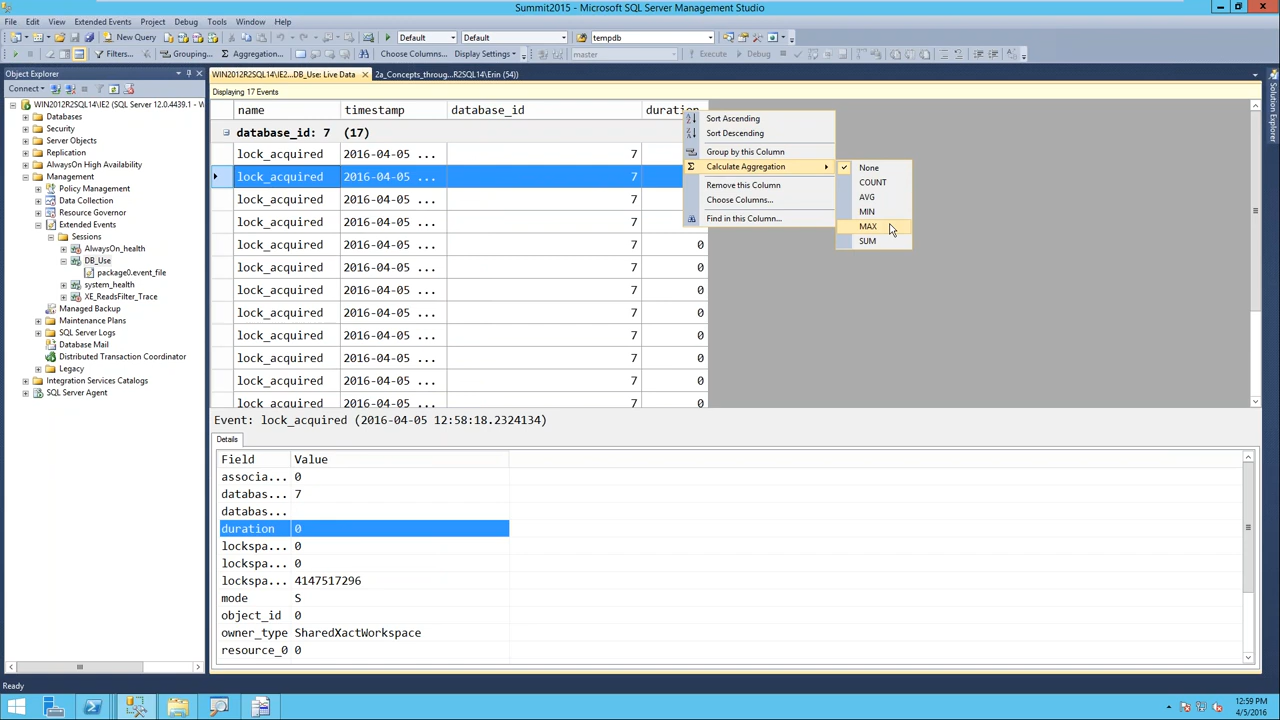 Summit2015 - Microsoft SQL Server Management Studio
File Edit View Extended Events Project Debug Tools Window Help
New Query Default Default tempdb
Filters... Grouping... Aggregation... Choose Columns... Display Settings master Execute Debug
Object Explorer
Connect
WIN2012R2SQL14\IE2 (SQL Server 12.0.4439.1 - W
Databases
Security
Server Objects
Replication
AlwaysOn High Availability
Management
Policy Management
Data Collection
Resource Governor
Extended Events
Sessions
AlwaysOn_health
DB_Use
package0.event_file
system_health
XE_ReadsFilter_Trace
Managed Backup
Maintenance Plans
SQL Server Logs
Database Mail
Distributed Transaction Coordinator
Legacy
Integration Services Catalogs
SQL Server Agent
WIN2012R2SQL14\IE2...DB_Use: Live Data 2a_Concepts_throug...R2SQL14\Erin (54))
Displaying 17 Events
name timestamp database_id duration
database_id: 7 (17)
lock_acquired 2016-04-05 ... 7
lock_acquired 2016-04-05 ... 7
lock_acquired 2016-04-05 ... 7
lock_acquired 2016-04-05 ... 7
lock_acquired 2016-04-05 ... 7 0
lock_acquired 2016-04-05 ... 7 0
lock_acquired 2016-04-05 ... 7 0
lock_acquired 2016-04-05 ... 7 0
lock_acquired 2016-04-05 ... 7 0
lock_acquired 2016-04-05 ... 7 0
lock_acquired 2016-04-05 ... 7 0
lock_acquired 2016-04-05 ... 7 0
Sort Ascending
Sort Descending
Group by this Column
Calculate Aggregation
Remove this Column
Choose Columns...
Find in this Column...
None
COUNT
AVG
MIN
MAX
SUM
Event: lock_acquired (2016-04-05 12:58:18.2324134)
Details
Field Value
associa... 0
databas... 7
databas...
duration 0
lockspa... 0
lockspa... 0
lockspa... 4147517296
mode S
object_id 0
owner_type SharedXactWorkspace
resource_0 0
Solution Explorer
Ready
12:59 PM
4/5/2016